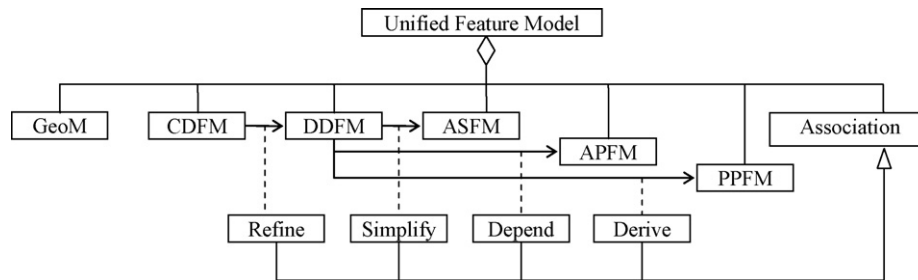 Unified Feature Model
GeoM
CDFM
DDFM
ASFM
Association
APFM
PPFM
Refine
Simplify
Depend
Derive